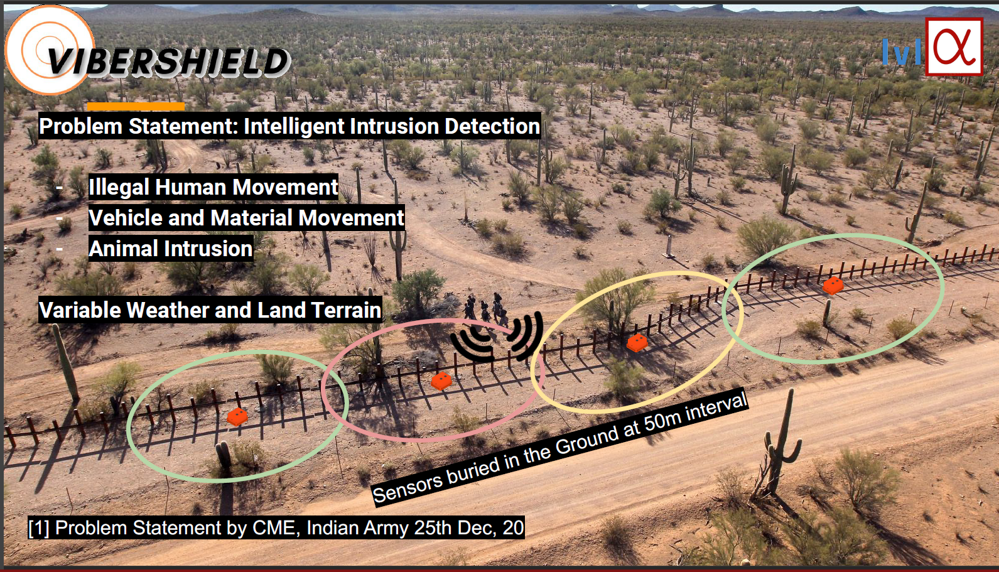 VIBERSHIELD
lvl α
Problem Statement: Intelligent Intrusion Detection
- Illegal Human Movement
- Vehicle and Material Movement
- Animal Intrusion
Variable Weather and Land Terrain
Sensors buried in the Ground at 50m interval
[1] Problem Statement by CME, Indian Army 25th Dec, 20